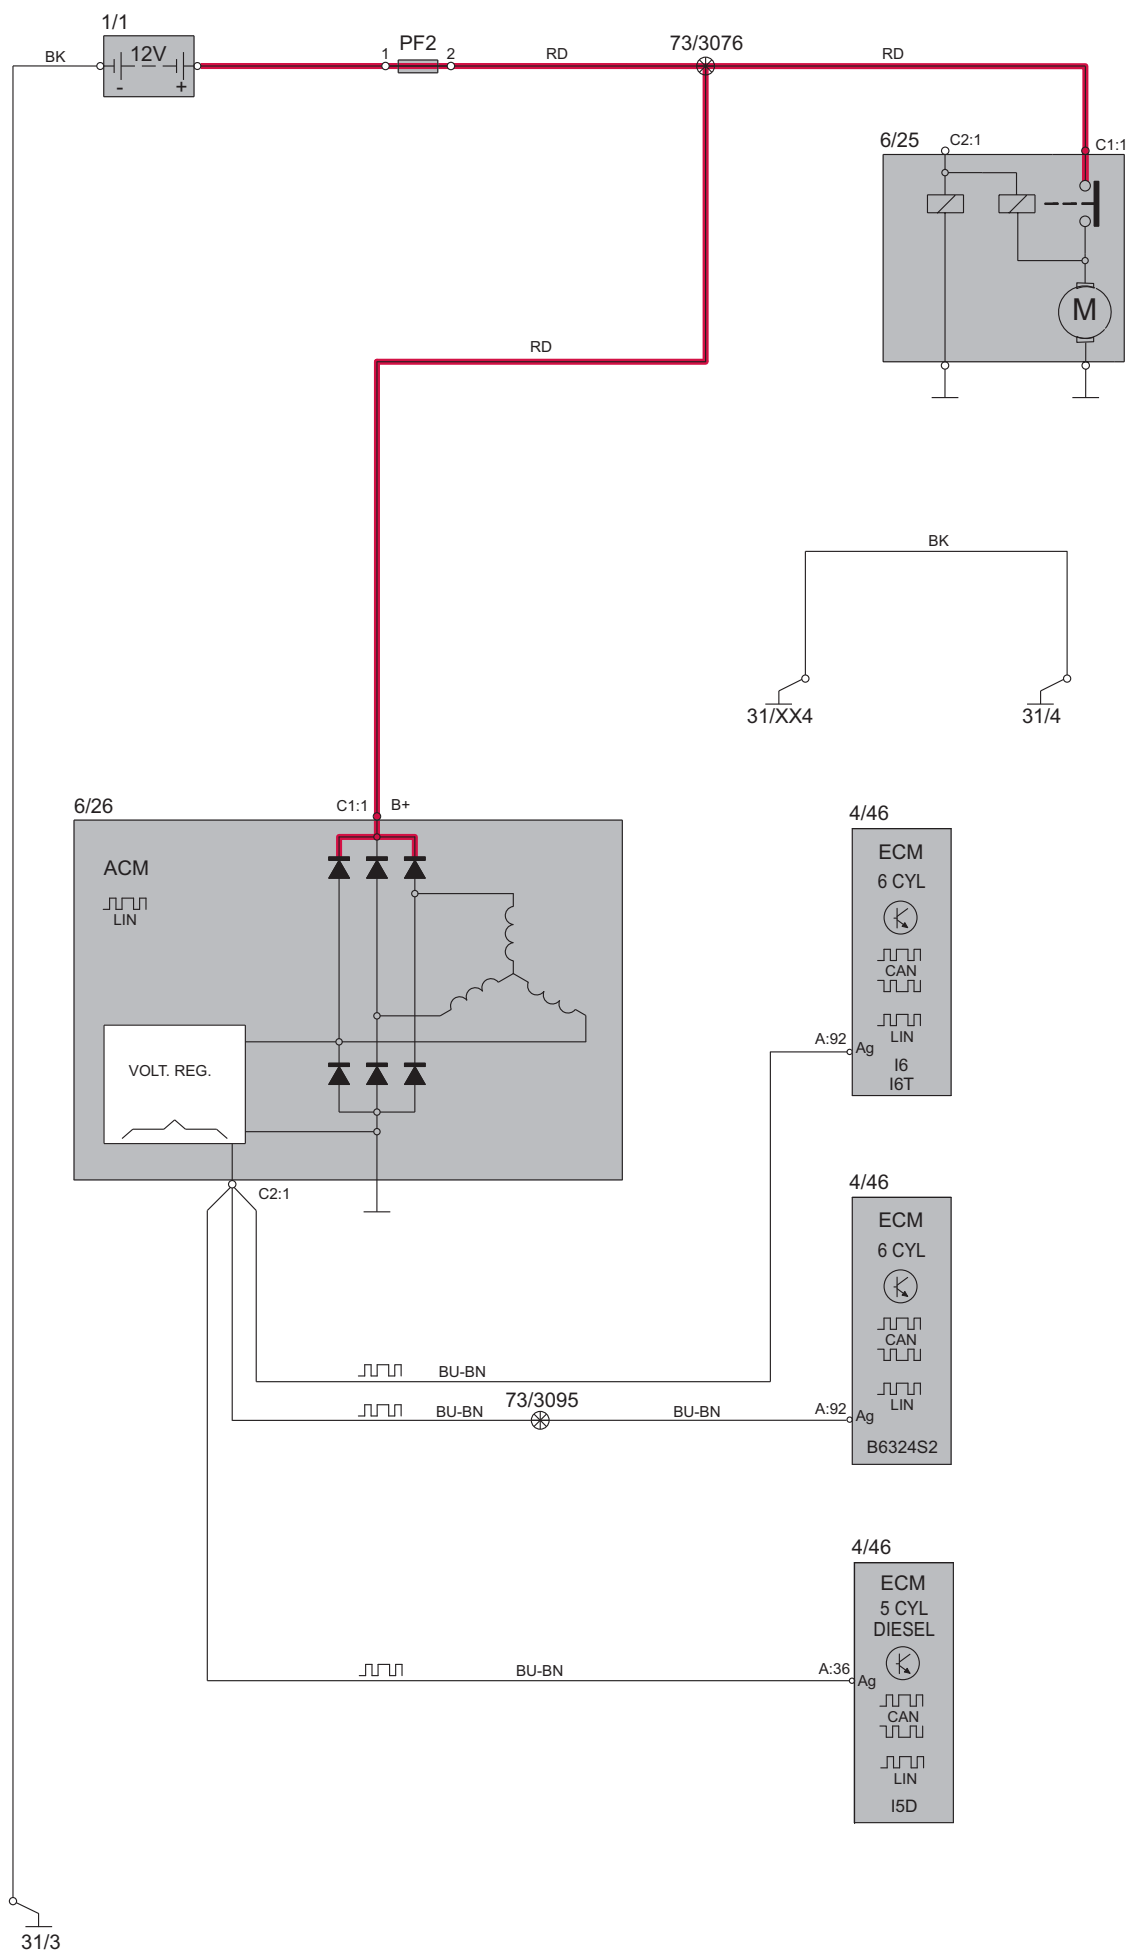 1/1
BK
12V
- +
1 PF2 2
RD
73/3076
RD
6/25
C2:1
C1:1
M
RD
BK
31/XX4
31/4
6/26
C1:1 B+
ACM
LIN
VOLT. REG.
C2:1
4/46
ECM
6 CYL
CAN
LIN
A:92 Ag
I6
I6T
4/46
ECM
6 CYL
CAN
LIN
BU-BN
73/3095
BU-BN
BU-BN
A:92 Ag
B6324S2
4/46
ECM
5 CYL
DIESEL
BU-BN
A:36 Ag
CAN
LIN
I5D
31/3